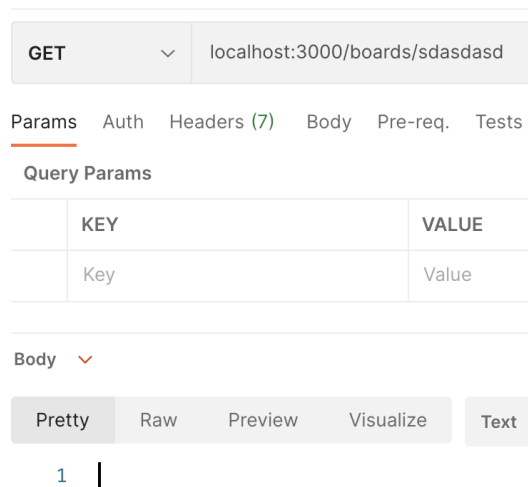 GET localhost:3000/boards/sdasdasd
Params Auth Headers (7) Body Pre-req. Tests
Query Params
KEY VALUE
Key Value
Body
Pretty Raw Preview Visualize Text
1